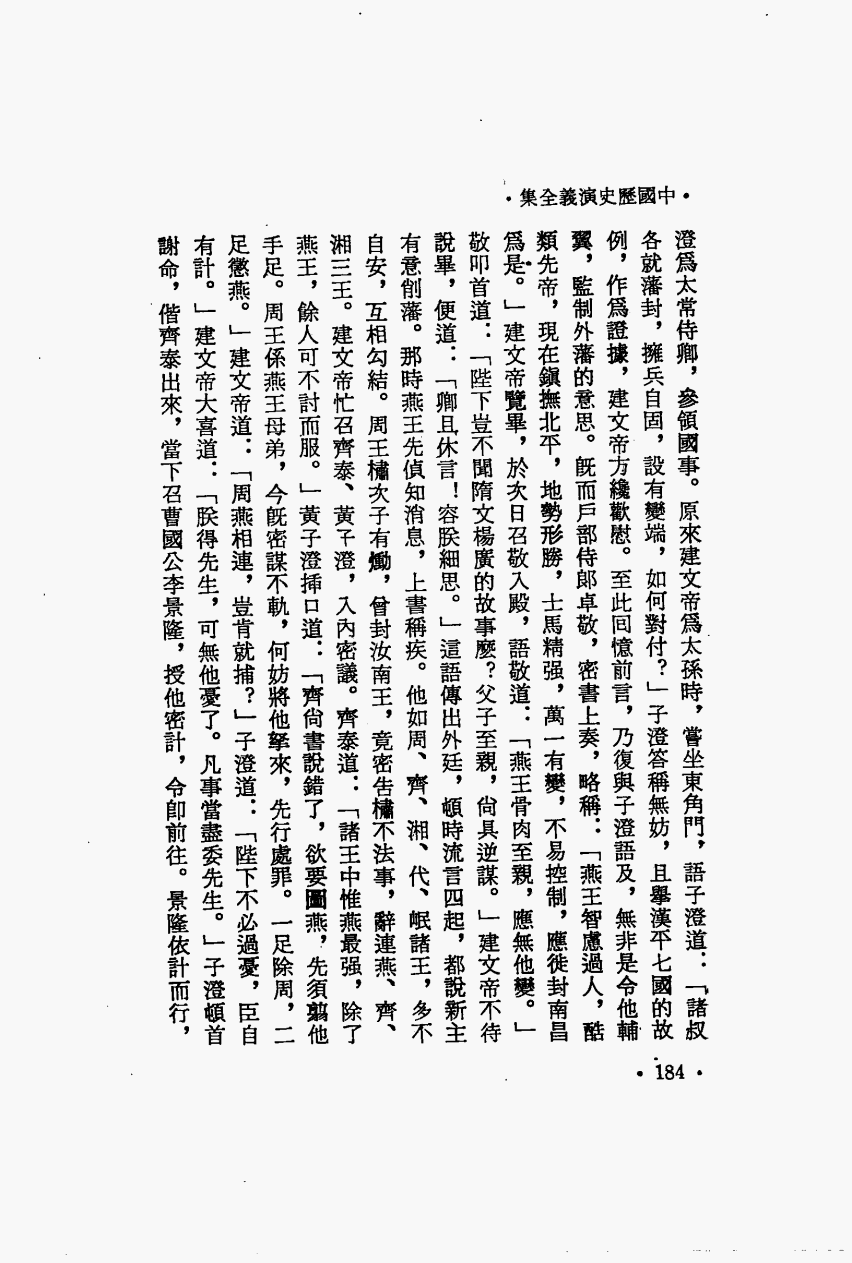 ·中國歷史演義全集·
澄爲太常侍卿，參領國事。原來建文帝爲太孫時，嘗坐東角門，語子澄道：「諸叔
各就藩封，擁兵自固，設有變端，如何對付？」子澄答稱無妨，且舉漢平七國的故
例，作爲證據，建文帝方纔歡慰。至此回憶前言，乃復與子澄語及，無非是令他輔
翼，監制外藩的意思。旣而戶部侍郎卓敬，密書上奏，略稱：「燕王智慮過人，酷
類先帝，現在鎭撫北平，地勢形勝，士馬精强，萬一有變，不易控制，應徙封南昌
爲是。」建文帝覽畢，於次日召敬入殿，語敬道：「燕王骨肉至親，應無他變。」
敬叩首道：「陛下豈不聞隋文楊廣的故事麽？父子至親，尙具逆謀。」建文帝不待
說畢，便道：「卿且休言！容朕細思。」這語傳出外廷，頓時流言四起，都說新主
有意削藩。那時燕王先偵知消息，上書稱疾。他如周、齊、湘、代、岷諸王，多不
自安，互相勾結。周王橚次子有爋，曾封汝南王，竟密告橚不法事，辭連燕、齊、
湘三王。建文帝忙召齊泰、黃子澄，入內密議。齊泰道：「諸王中惟燕最强，除了
燕王，餘人可不討而服。」黃子澄揷口道：「齊尙書說錯了，欲要圖燕，先須翦他
手足。周王係燕王母弟，今旣密謀不軌，何妨將他拏來，先行處罪。一足除周，二
足懲燕。」建文帝道：「周燕相連，豈肯就捕？」子澄道：「陛下不必過憂，臣自
有計。」建文帝大喜道：「朕得先生，可無他憂了。凡事當盡委先生。」子澄頓首
謝命，偕齊泰出來，當下召曹國公李景隆，授他密計，令卽前往。景隆依計而行，
·184·